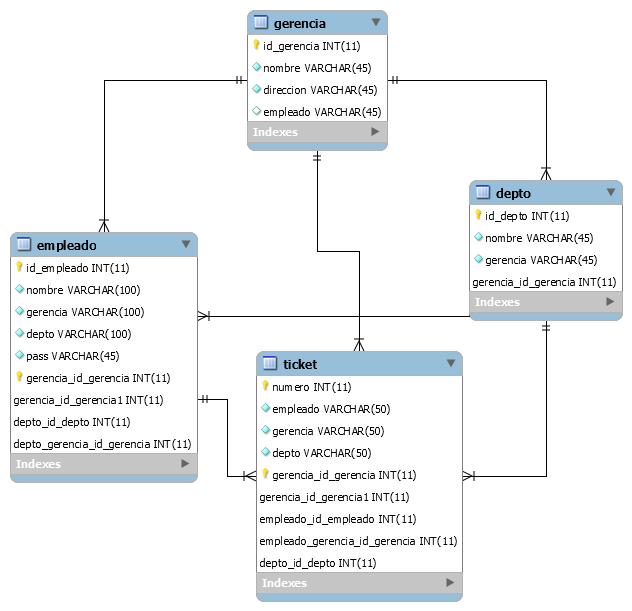 gerencia
id_gerencia INT(11)
nombre VARCHAR(45)
direccion VARCHAR(45)
empleado VARCHAR(45)
Indexes
depto
id_depto INT(11)
nombre VARCHAR(45)
gerencia VARCHAR(45)
gerencia_id_gerencia INT(11)
Indexes
empleado
id_empleado INT(11)
nombre VARCHAR(100)
gerencia VARCHAR(100)
depto VARCHAR(100)
pass VARCHAR(45)
gerencia_id_gerencia INT(11)
gerencia_id_gerencia1 INT(11)
depto_id_depto INT(11)
depto_gerencia_id_gerencia INT(11)
Indexes
ticket
numero INT(11)
empleado VARCHAR(50)
gerencia VARCHAR(50)
depto VARCHAR(50)
gerencia_id_gerencia INT(11)
gerencia_id_gerencia1 INT(11)
empleado_id_empleado INT(11)
empleado_gerencia_id_gerencia INT(11)
depto_id_depto INT(11)
Indexes